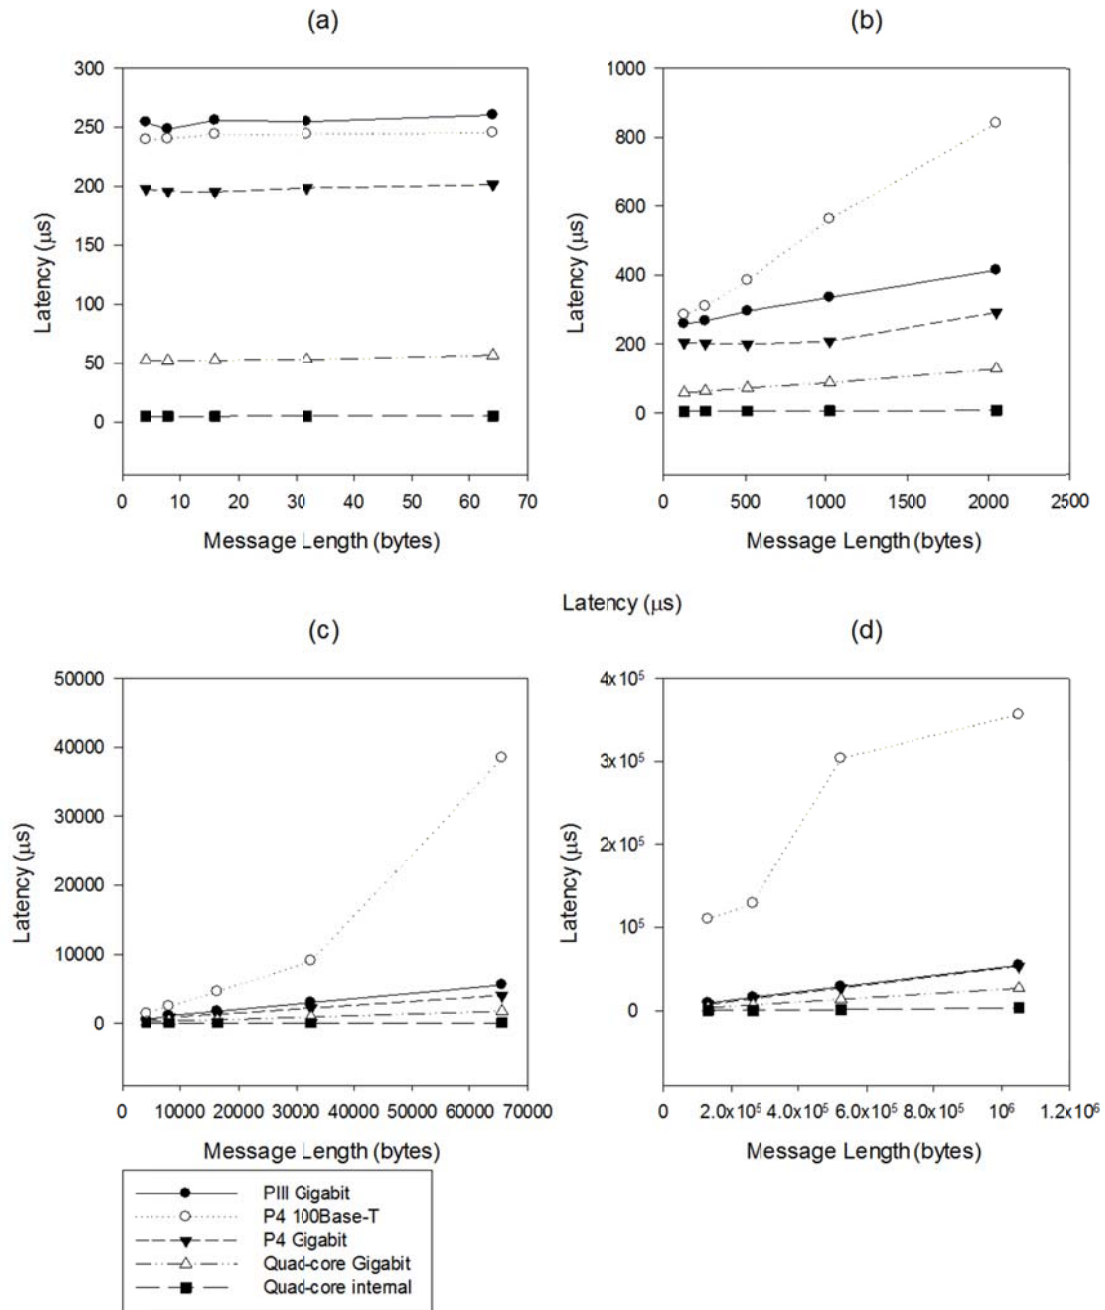 (a)
300
250
200
150
100
50
0
Latency (μs)
0 10 20 30 40 50 60 70
Message Length (bytes)
(b)
1000
800
600
400
200
0
Latency (μs)
0 500 1000 1500 2000 2500
Message Length (bytes)
Latency (μs)
(c)
50000
40000
30000
20000
10000
0
Latency (μs)
0 10000 20000 30000 40000 50000 60000 70000
Message Length (bytes)
(d)
4x10⁵
3x10⁵
2x10⁵
10⁵
0
Latency (μs)
0 2.0x10⁵ 4.0x10⁵ 6.0x10⁵ 8.0x10⁵ 10⁶ 1.2x10⁶
Message Length (bytes)
PIII Gigabit
P4 100Base-T
P4 Gigabit
Quad-core Gigabit
Quad-core internal